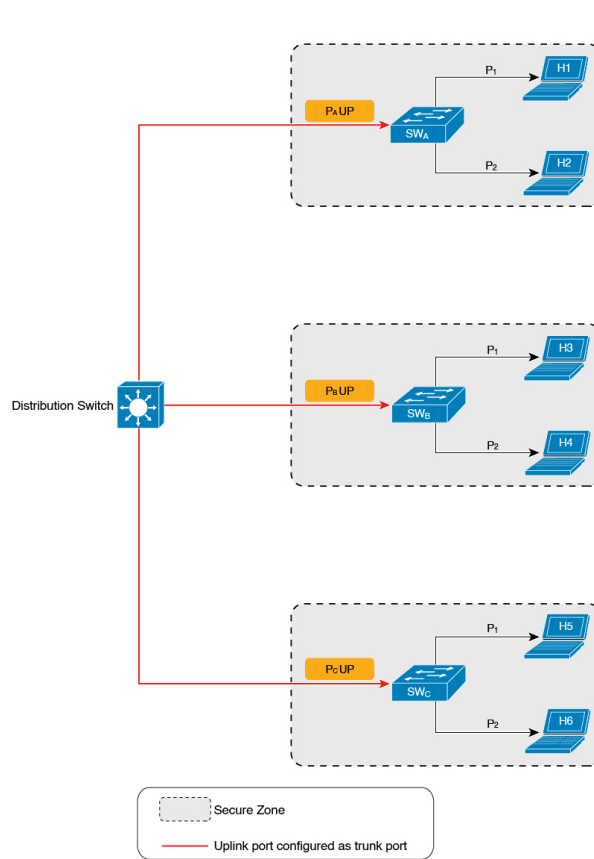 H1
P1
PA UP
SWA
H2
P2
H3
P1
PB UP
SWB
Distribution Switch
H4
P2
H5
P1
PC UP
SWC
H6
P2
Secure Zone
Uplink port configured as trunk port